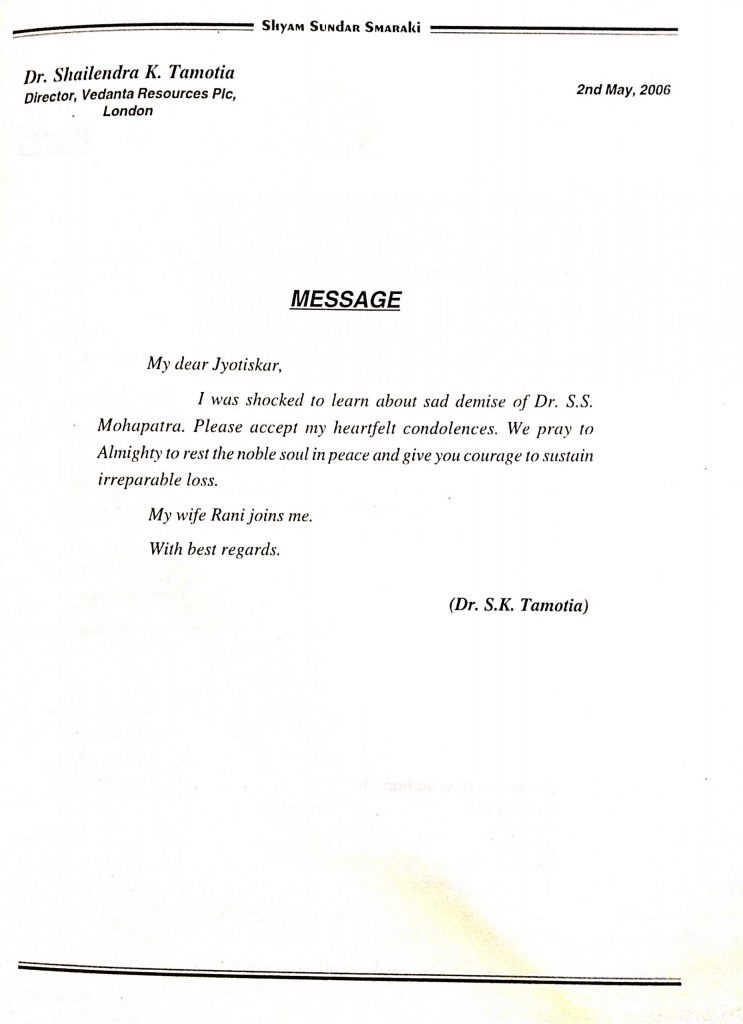 Shyam Sundar Smaraki
Dr. Shailendra K. Tamotia
Director, Vedanta Resources Plc,
London
2nd May, 2006
MESSAGE
My dear Jyotiskar,
I was shocked to learn about sad demise of Dr. S.S.
Mohapatra. Please accept my heartfelt condolences. We pray to
Almighty to rest the noble soul in peace and give you courage to sustain
irreparable loss.
My wife Rani joins me.
With best regards.
(Dr. S.K. Tamotia)